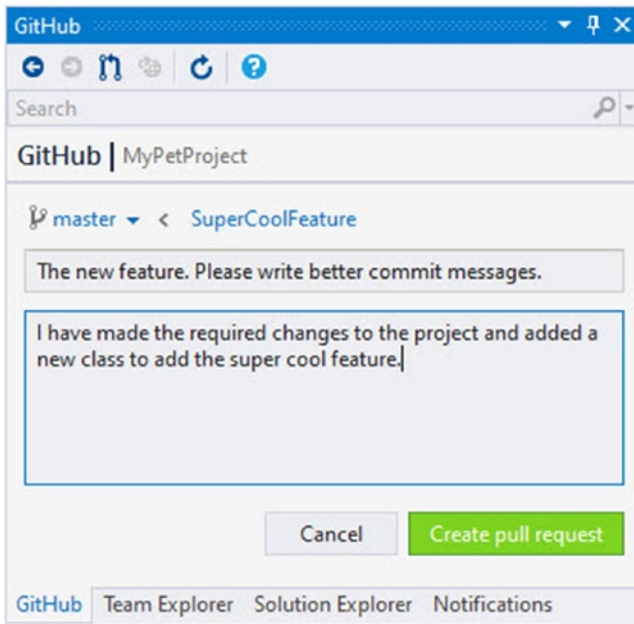 GitHub
Search
GitHub | MyPetProject
master < SuperCoolFeature
The new feature. Please write better commit messages.
I have made the required changes to the project and added a
new class to add the super cool feature.
Cancel Create pull request
GitHub Team Explorer Solution Explorer Notifications